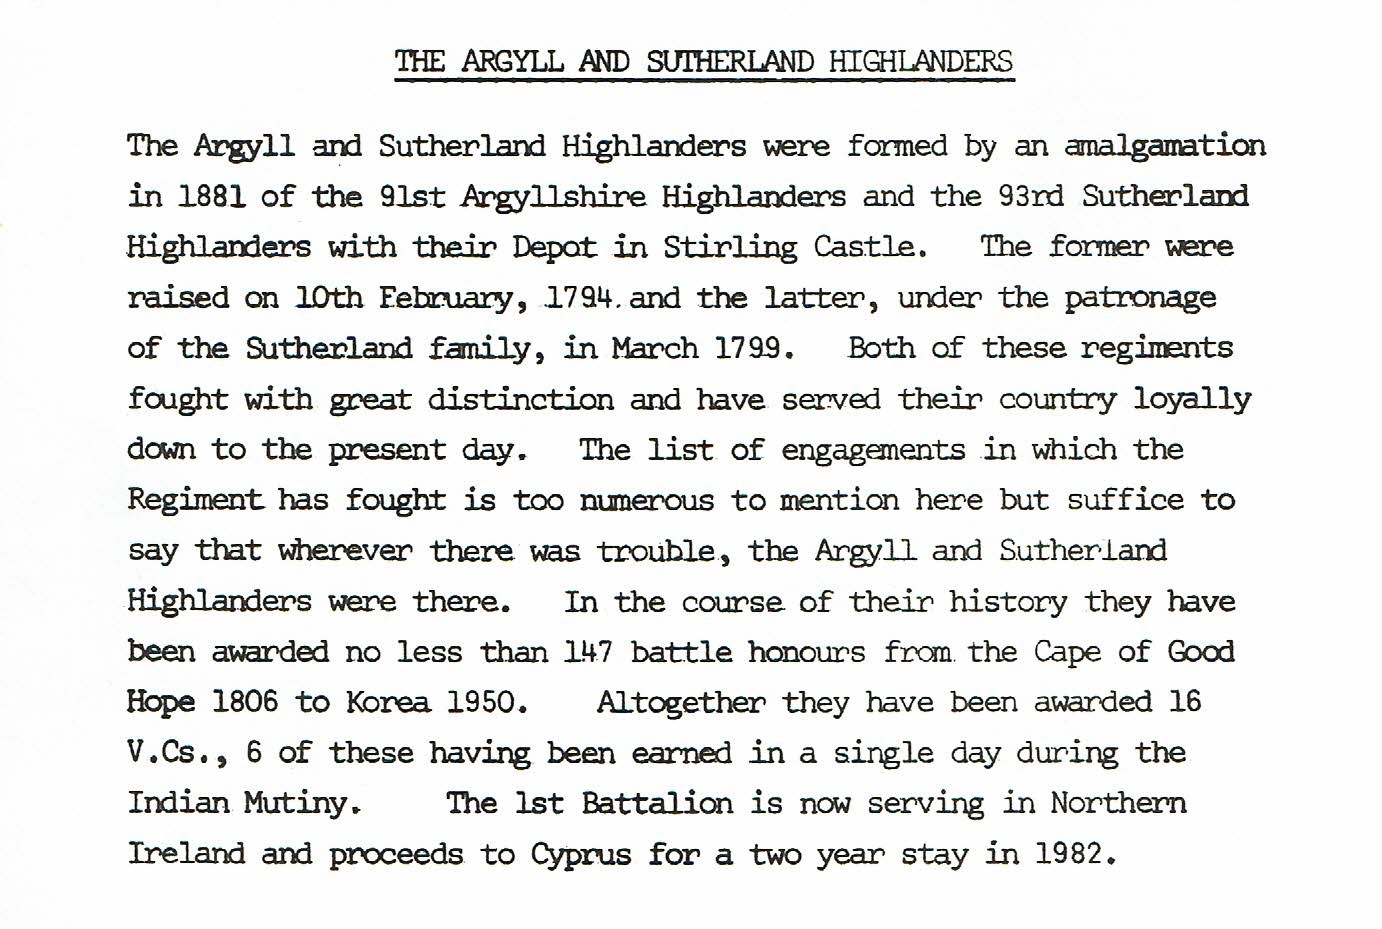 THE ARGYLL AND SUTHERLAND HIGHLANDERS
The Argyll and Sutherland Highlanders were formed by an amalgamation
in 1881 of the 91st Argyllshire Highlanders and the 93rd Sutherland
Highlanders with their Depot in Stirling Castle. The former were
raised on 10th February, 1794. and the latter, under the patronage
of the Sutherland family, in March 1799. Both of these regiments
fought with great distinction and have served their country loyally
down to the present day. The list of engagements in which the
Regiment has fought is too numerous to mention here but suffice to
say that wherever there was trouble, the Argyll and Sutherland
Highlanders were there. In the course of their history they have
been awarded no less than 147 battle honours from the Cape of Good
Hope 1806 to Korea 1950. Altogether they have been awarded 16
V.Cs., 6 of these having been earned in a single day during the
Indian Mutiny. The 1st Battalion is now serving in Northern
Ireland and proceeds to Cyprus for a two year stay in 1982.